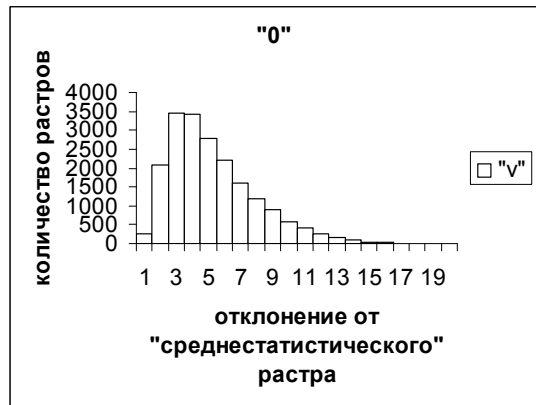 "0"
количество растров
4000
3500
3000
2500
2000
1500
1000
500
0
1 3 5 7 9 11 13 15 17 19
отклонение от
"среднестатистического"
растра
"v"